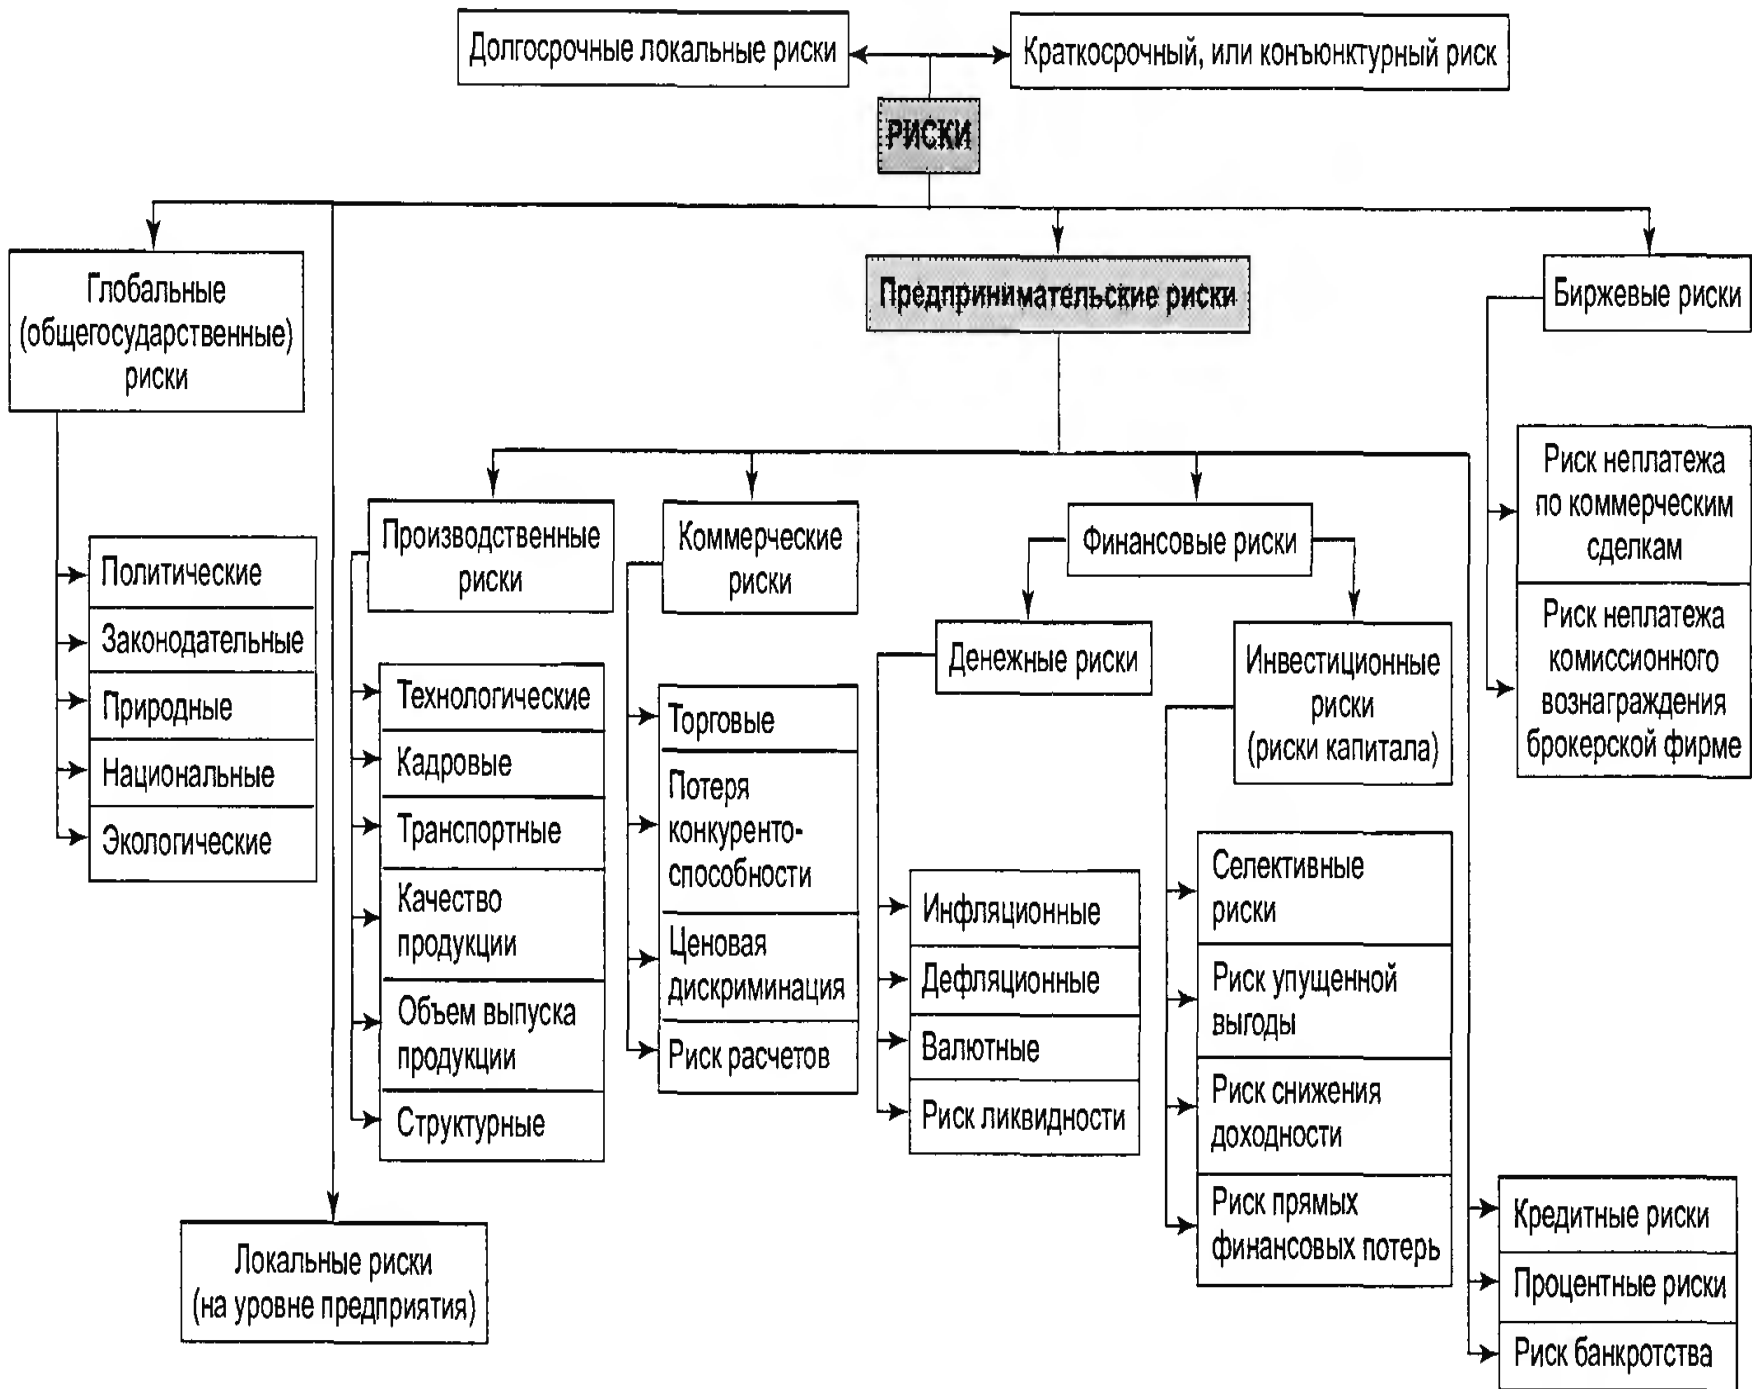 Долгосрочные локальные риски
Краткосрочный, или конъюнктурный риск
РИСКИ
Глобальные
(общегосударственные)
риски
Предпринимательские риски
Биржевые риски
Политические
Законодательные
Природные
Национальные
Экологические
Производственные
риски
Технологические
Кадровые
Транспортные
Качество
продукции
Объем выпуска
продукции
Структурные
Коммерческие
риски
Торговые
Потеря
конкуренто-
способности
Ценовая
дискриминация
Риск расчетов
Финансовые риски
Денежные риски
Инфляционные
Дефляционные
Валютные
Риск ликвидности
Инвестиционные
риски
(риски капитала)
Селективные
риски
Риск упущенной
выгоды
Риск снижения
доходности
Риск прямых
финансовых потерь
Риск неплатежа
по коммерческим
сделкам
Риск неплатежа
комиссионного
вознаграждения
брокерской фирме
Локальные риски
(на уровне предприятия)
Кредитные риски
Процентные риски
Риск банкротства